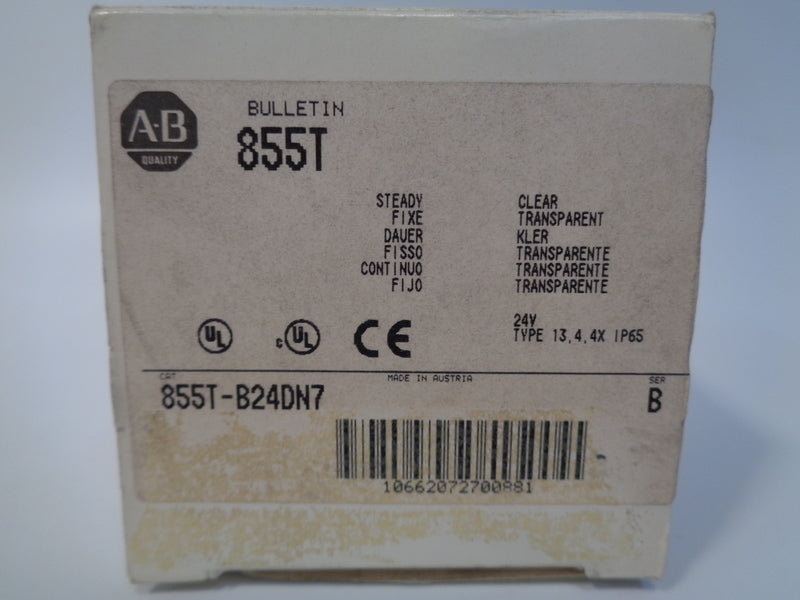 A-B
QUALITY
BULLETIN
855T
STEADY CLEAR
FIXE TRANSPARENT
DAUER KLER
FISSO TRANSPARENTE
CONTINUO TRANSPARENTE
FIJO TRANSPARENTE
UL
c UL
CE
24V
TYPE 13,4,4X IP65
CAT
MADE IN AUSTRIA
SER
855T-B24DN7
B
10662072700881